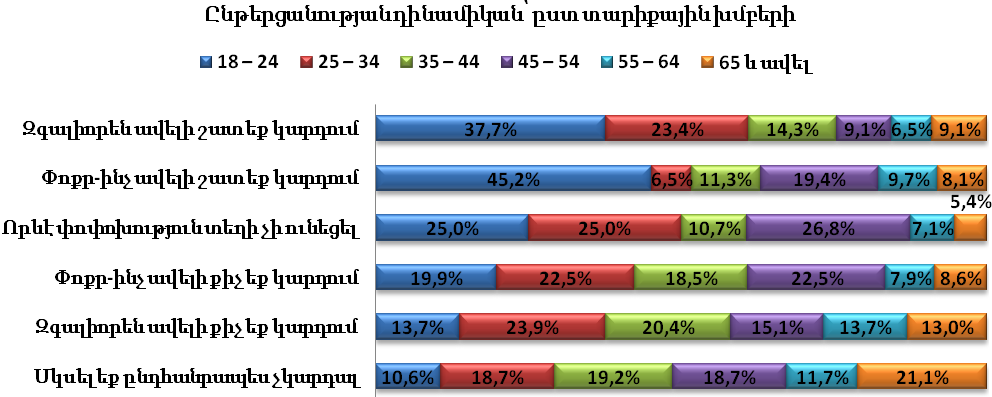 Ընթերցանության դինամիկան՝ ըստ տարիքային խմբերի
18 – 24 25 – 34 35 – 44 45 – 54 55 – 64 65 և ավել
Զգալիորեն ավելի շատ եք կարդում 37,7% 23,4% 14,3% 9,1% 6,5% 9,1%
Փոքր-ինչ ավելի շատ եք կարդում 45,2% 6,5% 11,3% 19,4% 9,7% 8,1%
Որևէ փոփոխություն տեղի չի ունեցել 25,0% 25,0% 10,7% 26,8% 7,1% 5,4%
Փոքր-ինչ ավելի քիչ եք կարդում 19,9% 22,5% 18,5% 22,5% 7,9% 8,6%
Զգալիորեն ավելի քիչ եք կարդում 13,7% 23,9% 20,4% 15,1% 13,7% 13,0%
Սկսել եք ընդհանրապես չկարդալ 10,6% 18,7% 19,2% 18,7% 11,7% 21,1%